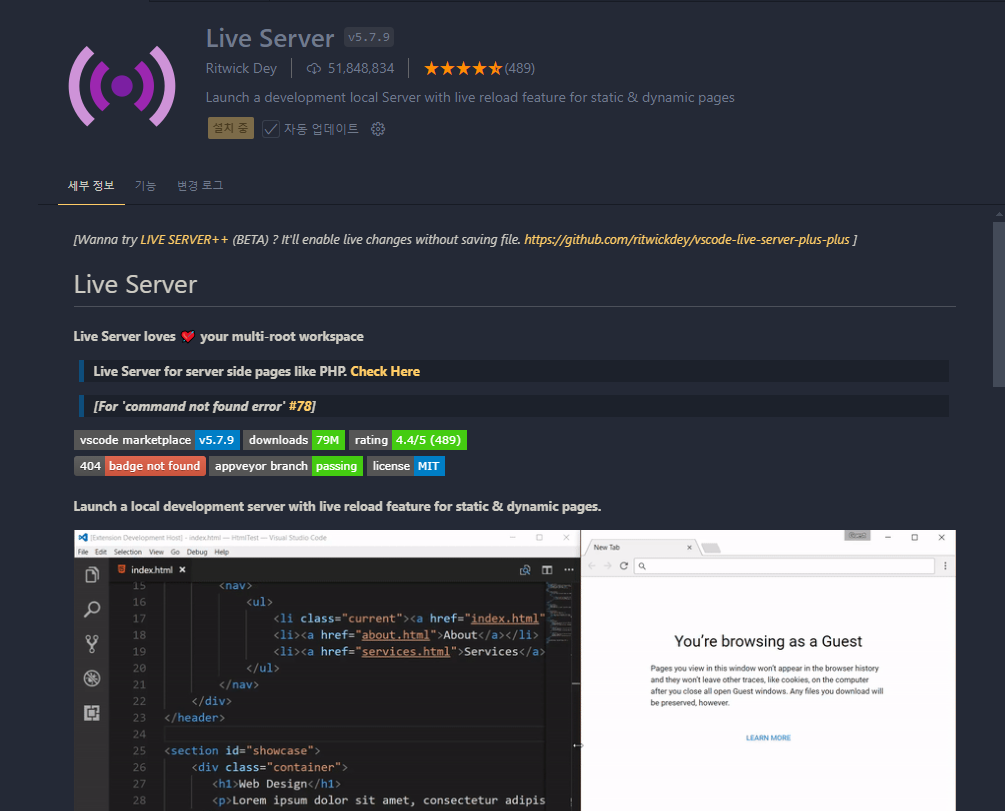 Live Server v5.7.9
Ritwick Dey 51,848,834 (489)
Launch a development local Server with live reload feature for static & dynamic pages
설치 중 자동 업데이트
세부 정보 기능 변경 로그
[Wanna try LIVE SERVER++ (BETA) ? It'll enable live changes without saving file. https://github.com/ritwickdey/vscode-live-server-plus-plus ]
Live Server
Live Server loves your multi-root workspace
Live Server for server side pages like PHP. Check Here
[For 'command not found error' #78]
vscode marketplace v5.7.9 downloads 79M rating 4.4/5 (489)
404 badge not found appveyor branch passing license MIT
Launch a local development server with live reload feature for static & dynamic pages.
[Extension Development Host] - index.html — HtmlTest — Visual Studio Code
File Edit Selection View Go Debug Help
index.html
15 <nav>
16 <ul>
17 <li class="current"><a href="index.html"
18 <li><a href="about.html">About</a></li>
19 <li><a href="services.html">Services</a>
20 </ul>
21 </nav>
22 </div>
23 </header>
24
25 <section id="showcase">
26 <div class="container">
27 <h1>Web Design</h1>
28 <p>Lorem ipsum dolor sit amet, consectetur adipis
New Tab
You're browsing as a Guest
Pages you view in this window won't appear in the browser history
and they won't leave other traces, like cookies, on the computer
after you close all open Guest windows. Any files you download will
be preserved, however.
LEARN MORE